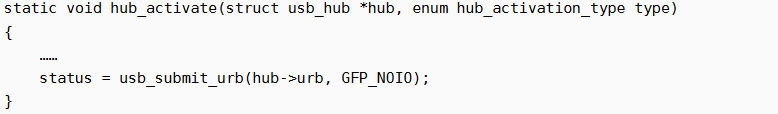 static void hub_activate(struct usb_hub *hub, enum hub_activation_type type)
{
    ……
    status = usb_submit_urb(hub->urb, GFP_NOIO);
}